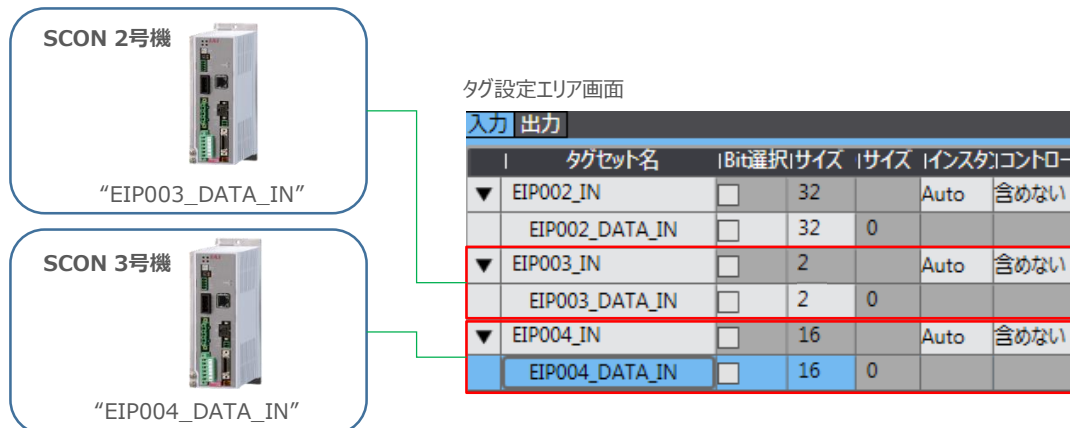 SCON 2号機
“EIP003_DATA_IN”
SCON 3号機
“EIP004_DATA_IN”
タグ設定エリア画面
入力 出力
タグセット名 Bit選択 サイズ サイズ インスタン コントロー
▼ EIP002_IN 32 Auto 含めない
EIP002_DATA_IN 32 0
▼ EIP003_IN 2 Auto 含めない
EIP003_DATA_IN 2 0
▼ EIP004_IN 16 Auto 含めない
EIP004_DATA_IN 16 0